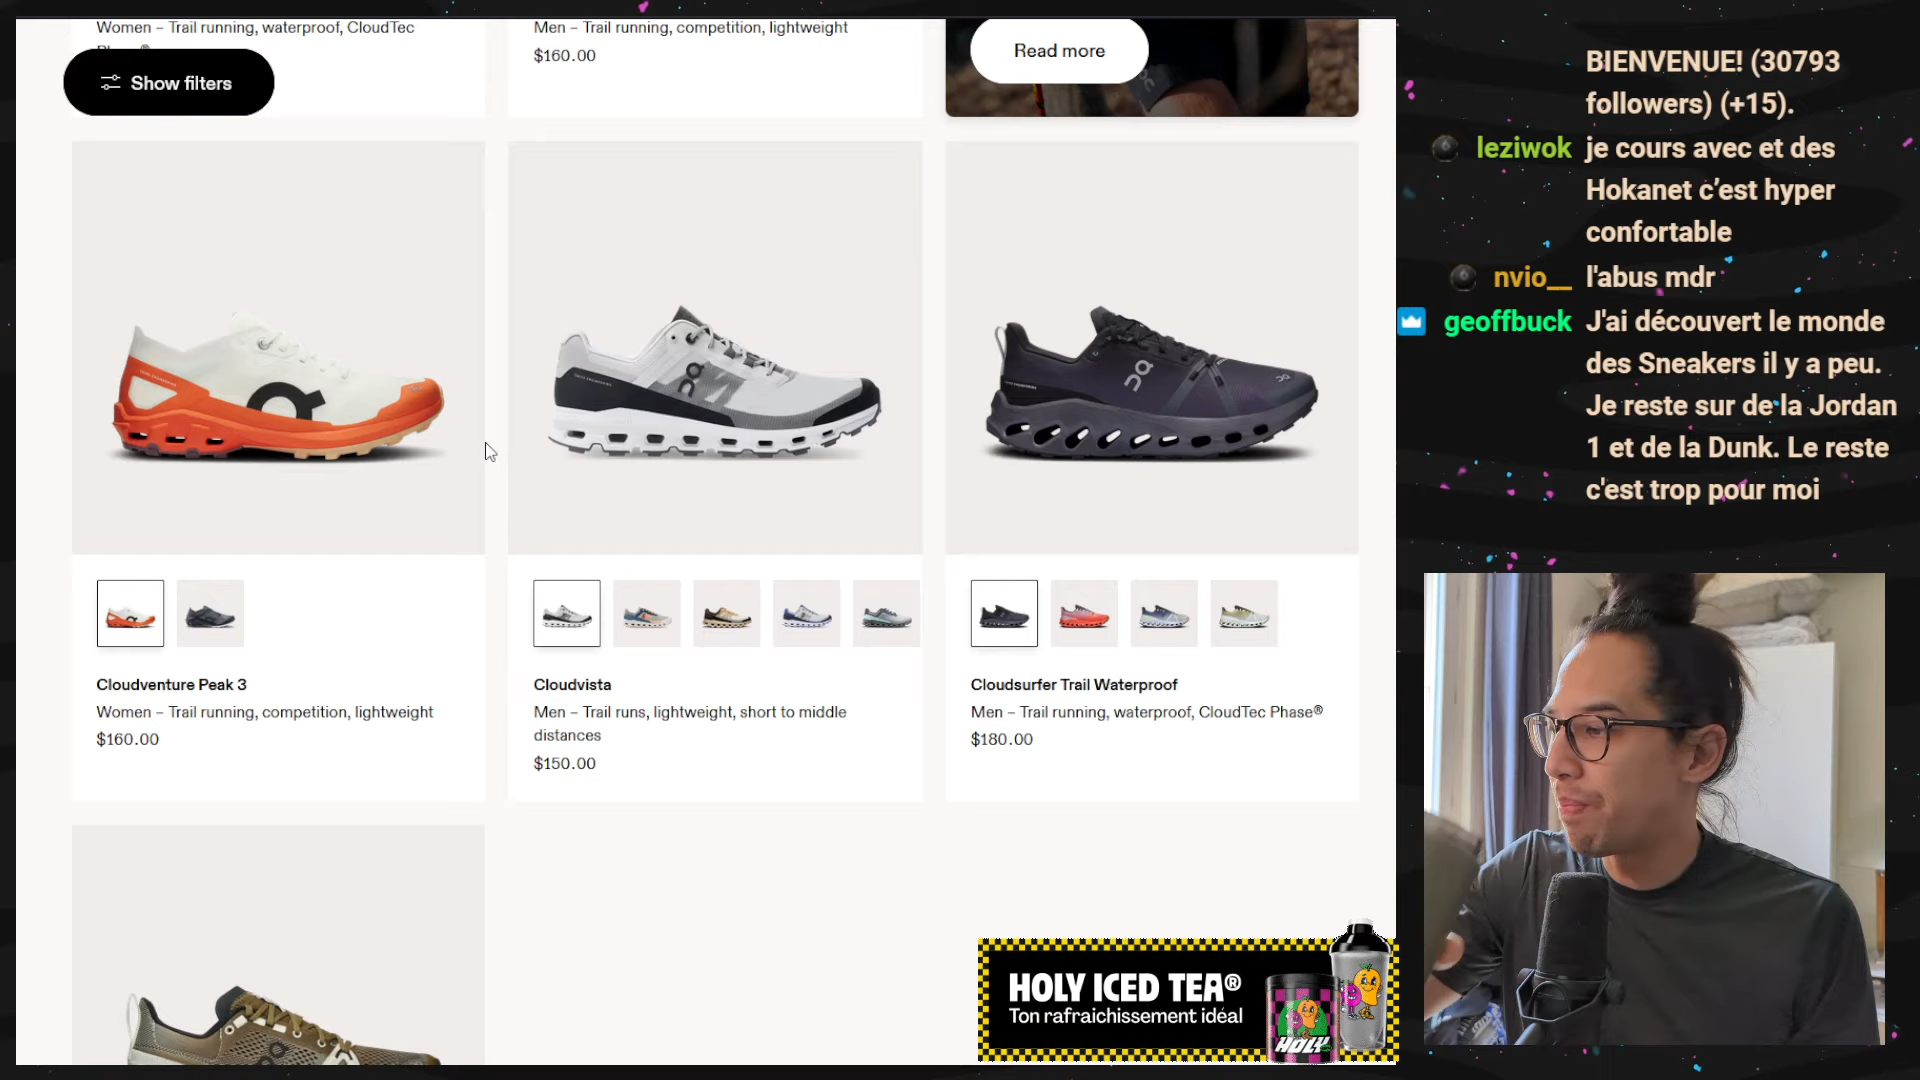 Women – Trail running, waterproof, CloudTec
Show filters
Men – Trail running, competition, lightweight
$160.00
Read more
Cloudventure Peak 3
Women – Trail running, competition, lightweight
$160.00
Cloudvista
Men – Trail runs, lightweight, short to middle
distances
$150.00
Cloudsurfer Trail Waterproof
Men – Trail running, waterproof, CloudTec Phase®
$180.00
HOLY ICED TEA®
Ton rafraichissement idéal
HOLY
BIENVENUE! (30793
followers) (+15).
leziwok je cours avec et des
Hokanet c’est hyper
confortable
nvio__ l'abus mdr
geoffbuck J'ai découvert le monde
des Sneakers il y a peu.
Je reste sur de la Jordan
1 et de la Dunk. Le reste
c'est trop pour moi